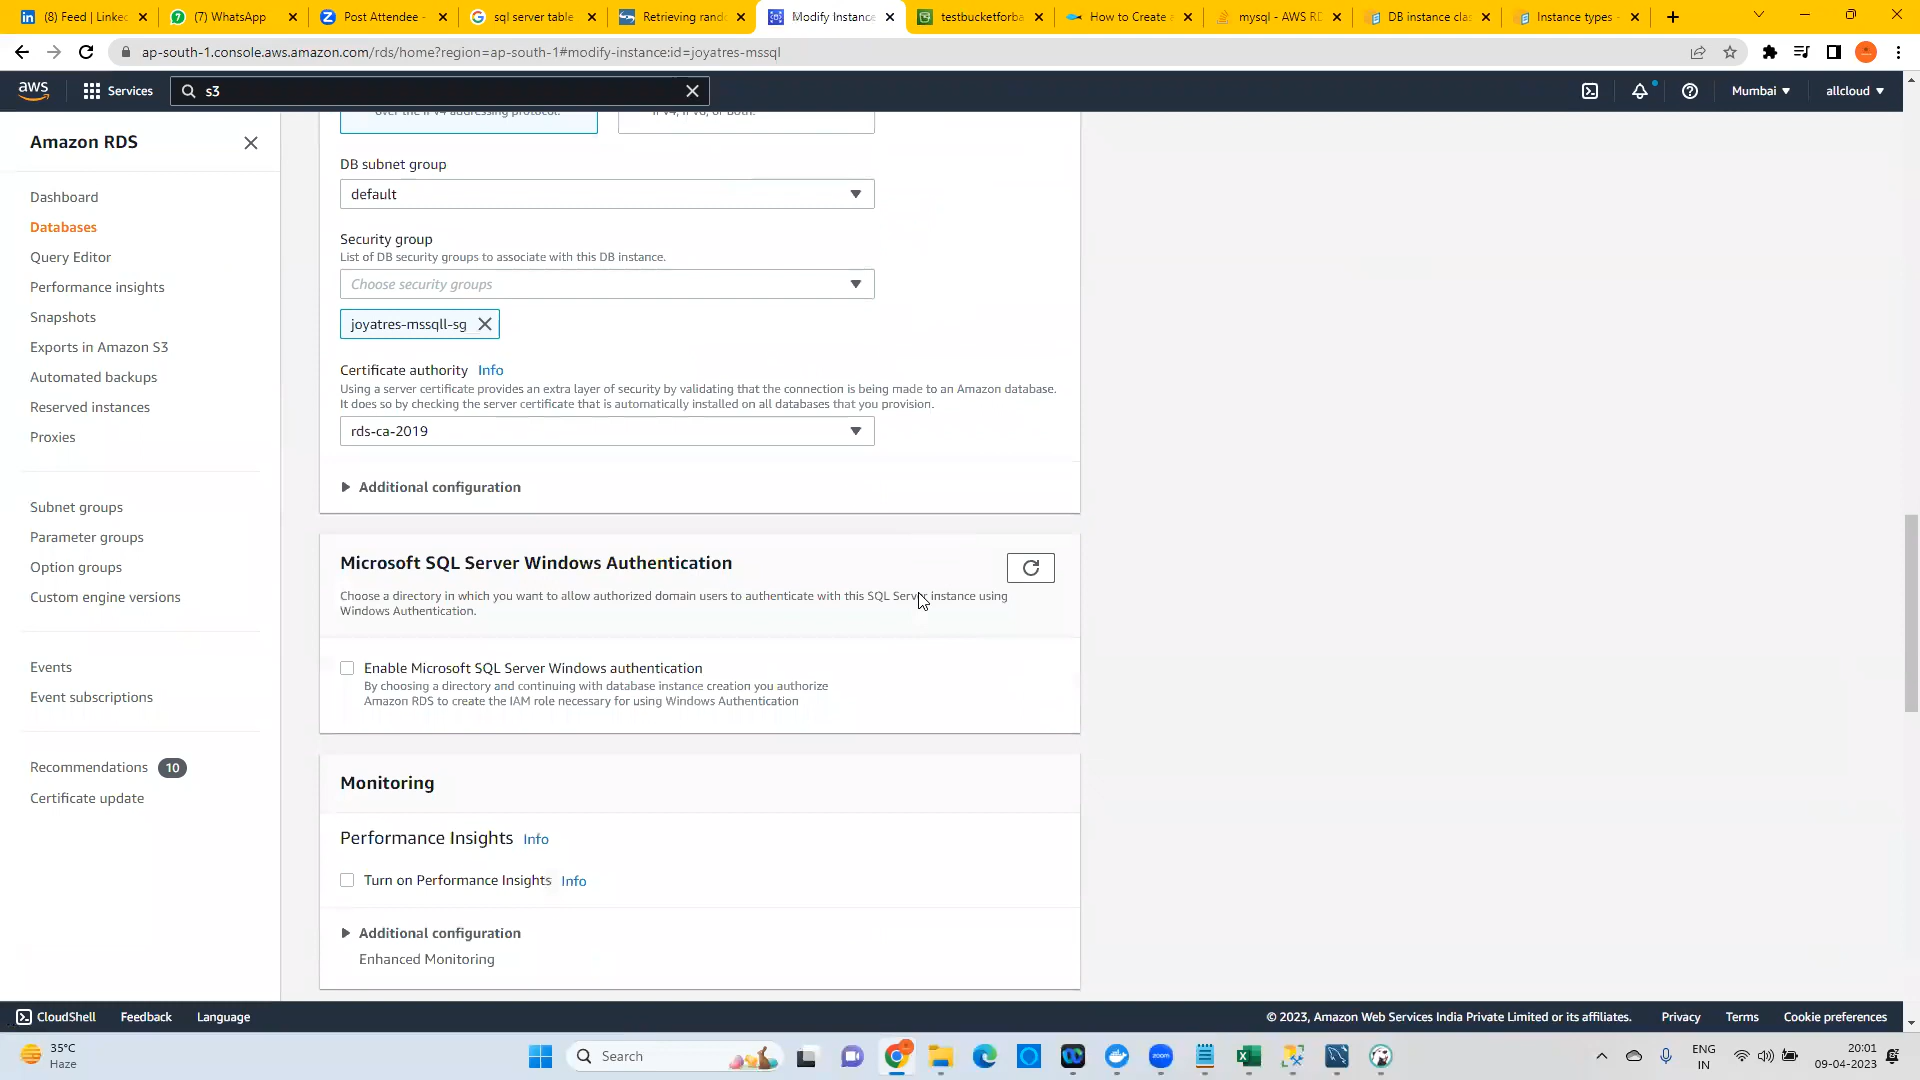 (8) Feed | Linked
(7) WhatsApp
Post Attendee -
sql server table
Retrieving rand
Modify Instance
testbucketforba
How to Create a
mysql - AWS RD
DB instance clas
Instance types -
ap-south-1.console.aws.amazon.com/rds/home?region=ap-south-1#modify-instance:id=joyatres-mssql
aws
Services
s3
Mumbai
allcloud
Amazon RDS
Dashboard
Databases
Query Editor
Performance insights
Snapshots
Exports in Amazon S3
Automated backups
Reserved instances
Proxies
Subnet groups
Parameter groups
Option groups
Custom engine versions
Events
Event subscriptions
Recommendations 10
Certificate update
over the IPv4 addressing protocol.
IPv4, IPv6, or Both.
DB subnet group
default
Security group
List of DB security groups to associate with this DB instance.
Choose security groups
joyatres-mssqll-sg
Certificate authority Info
Using a server certificate provides an extra layer of security by validating that the connection is being made to an Amazon database.
It does so by checking the server certificate that is automatically installed on all databases that you provision.
rds-ca-2019
Additional configuration
Microsoft SQL Server Windows Authentication
Choose a directory in which you want to allow authorized domain users to authenticate with this SQL Server instance using
Windows Authentication.
Enable Microsoft SQL Server Windows authentication
By choosing a directory and continuing with database instance creation you authorize
Amazon RDS to create the IAM role necessary for using Windows Authentication
Monitoring
Performance Insights Info
Turn on Performance Insights Info
Additional configuration
Enhanced Monitoring
CloudShell
Feedback
Language
© 2023, Amazon Web Services India Private Limited or its affiliates.
Privacy
Terms
Cookie preferences
35°C
Haze
Search
zoom
ENG
IN
20:01
09-04-2023